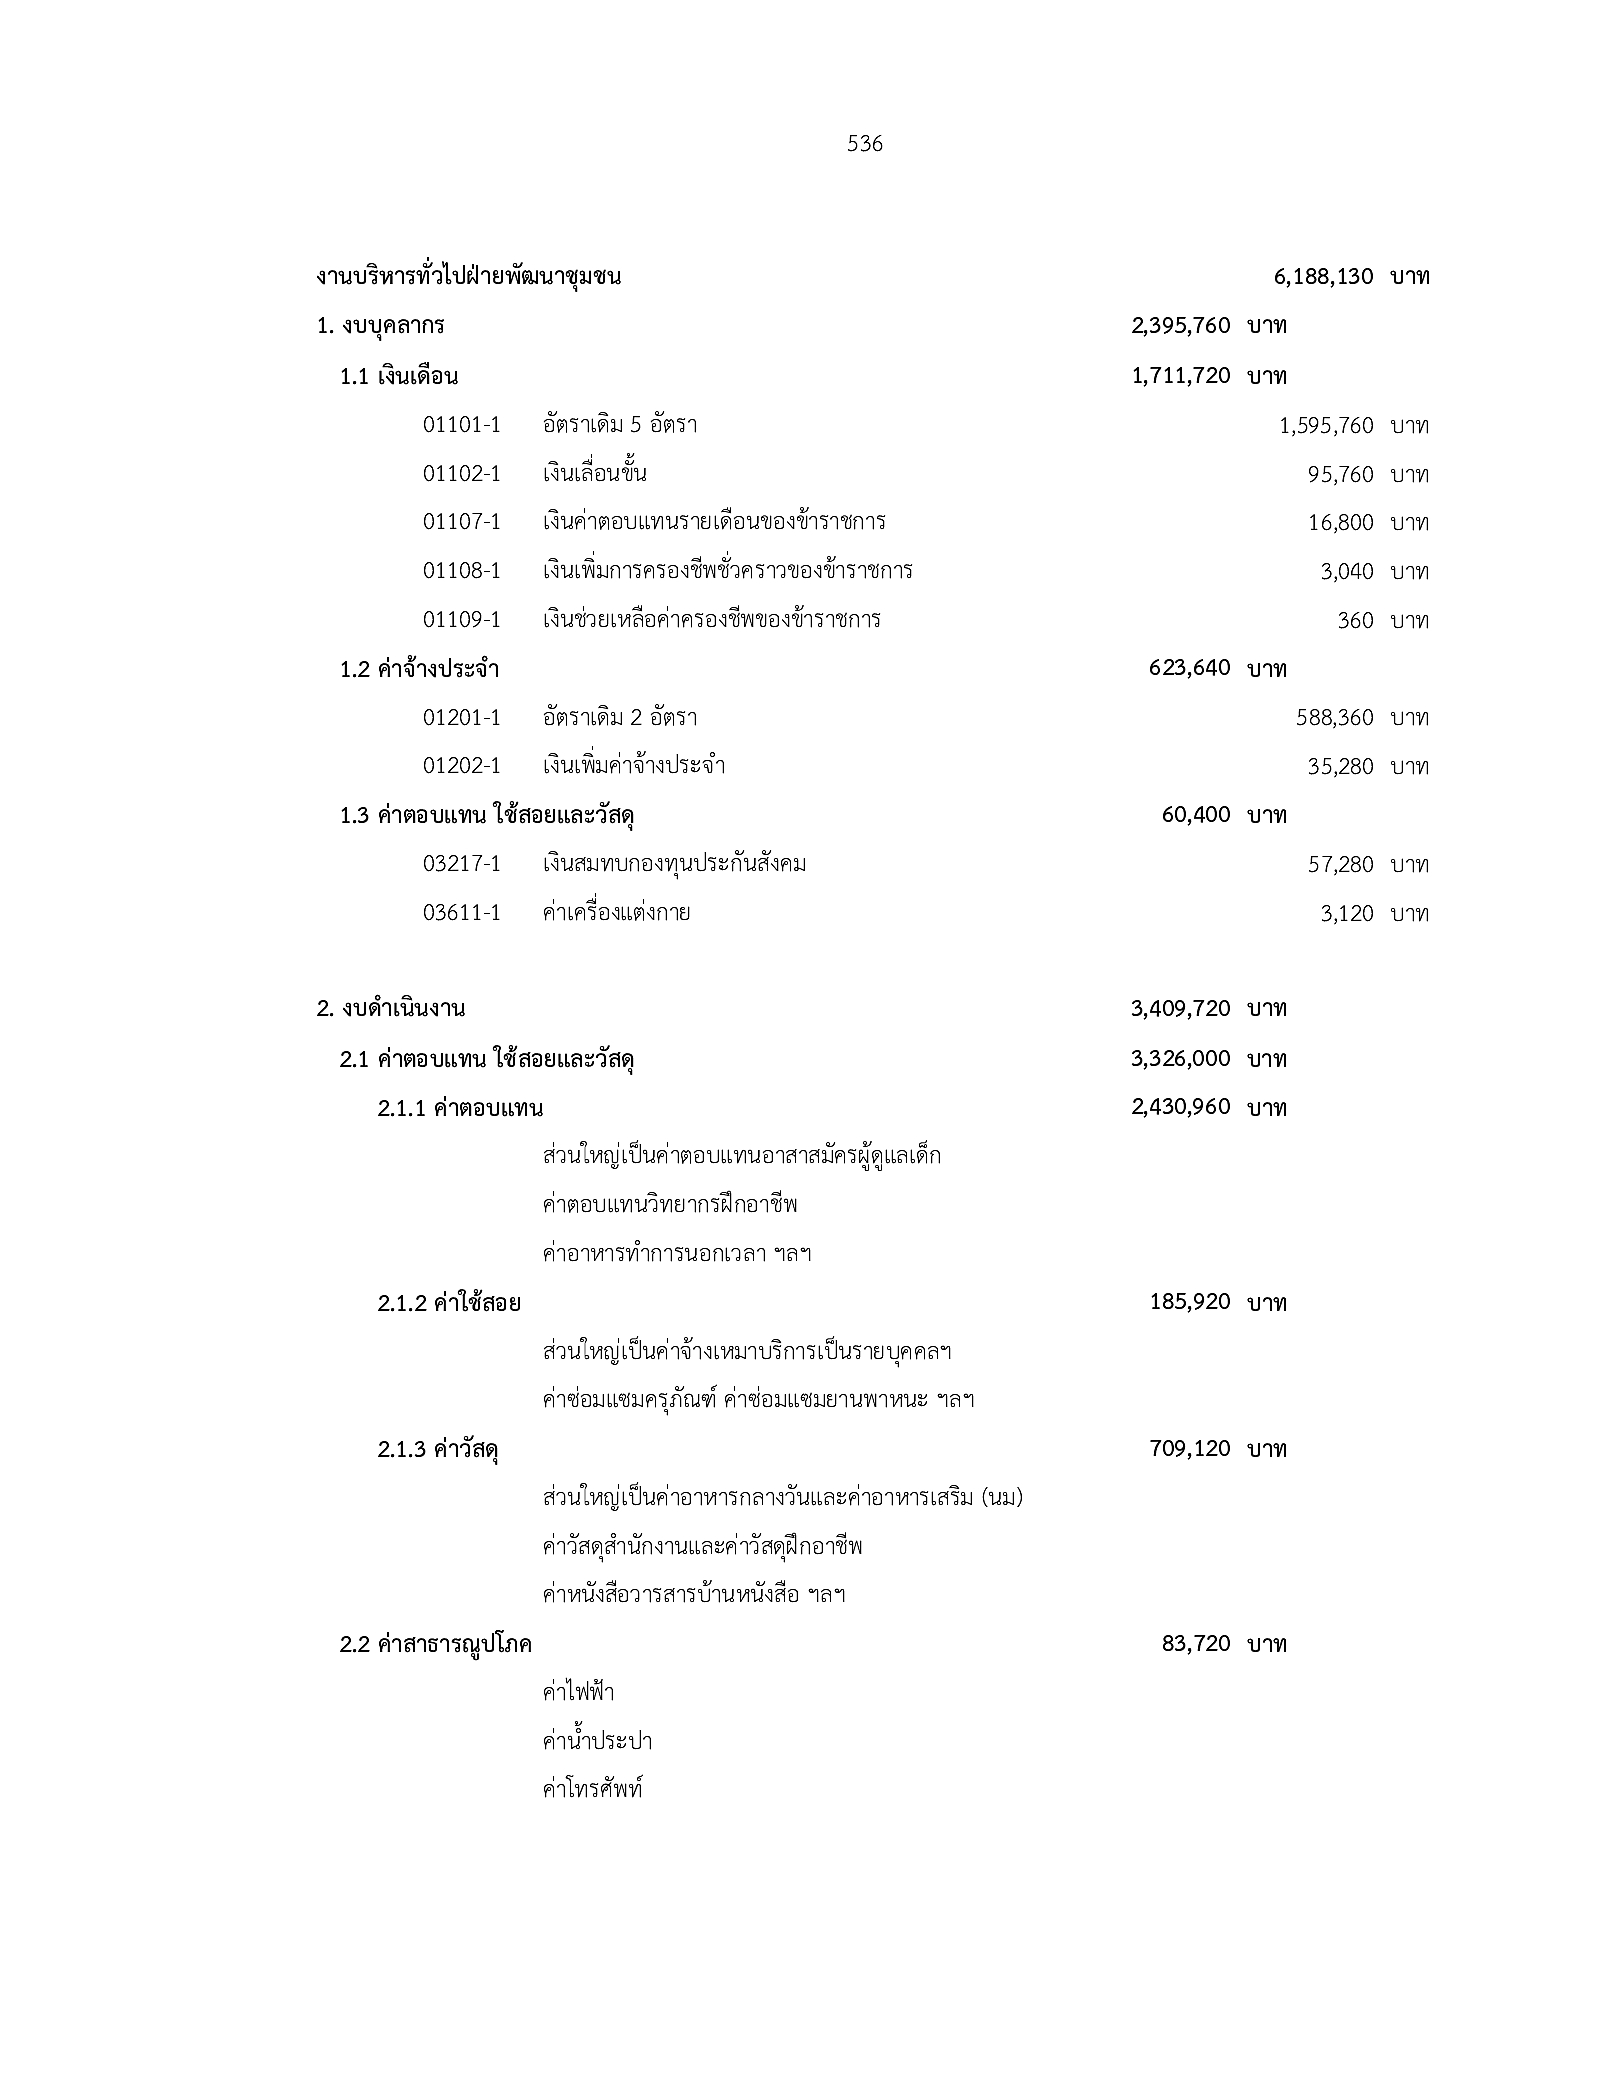 536
งานบริหารทั่วไปฝ่ายพัฒนาชุมชน 6,188,130 บาท
1. งบบุคลากร 2,395,760 บาท
1.1 เงินเดือน 1,711,720 บาท
01101-1 อัตราเดิม 5 อัตรา 1,595,760 บาท
01102-1 เงินเลื่อนขั้น 95,760 บาท
01107-1 เงินค่าตอบแทนรายเดือนของข้าราชการ 16,800 บาท
01108-1 เงินเพิ่มการครองชีพชั่วคราวของข้าราชการ 3,040 บาท
01109-1 เงินช่วยเหลือค่าครองชีพของข้าราชการ 360 บาท
1.2 ค่าจ้างประจำ 623,640 บาท
01201-1 อัตราเดิม 2 อัตรา 588,360 บาท
01202-1 เงินเพิ่มค่าจ้างประจำ 35,280 บาท
1.3 ค่าตอบแทน ใช้สอยและวัสดุ 60,400 บาท
03217-1 เงินสมทบกองทุนประกันสังคม 57,280 บาท
03611-1 ค่าเครื่องแต่งกาย 3,120 บาท
2. งบดำเนินงาน 3,409,720 บาท
2.1 ค่าตอบแทน ใช้สอยและวัสดุ 3,326,000 บาท
2.1.1 ค่าตอบแทน 2,430,960 บาท
ส่วนใหญ่เป็นค่าตอบแทนอาสาสมัครผู้ดูแลเด็ก
ค่าตอบแทนวิทยากรฝึกอาชีพ
ค่าอาหารทำการนอกเวลา ฯลฯ
2.1.2 ค่าใช้สอย 185,920 บาท
ส่วนใหญ่เป็นค่าจ้างเหมาบริการเป็นรายบุคคลฯ
ค่าซ่อมแซมครุภัณฑ์ ค่าซ่อมแซมยานพาหนะ ฯลฯ
2.1.3 ค่าวัสดุ 709,120 บาท
ส่วนใหญ่เป็นค่าอาหารกลางวันและค่าอาหารเสริม (นม)
ค่าวัสดุสำนักงานและค่าวัสดุฝึกอาชีพ
ค่าหนังสือวารสารบ้านหนังสือ ฯลฯ
2.2 ค่าสาธารณูปโภค 83,720 บาท
ค่าไฟฟ้า
ค่าน้ำประปา
ค่าโทรศัพท์